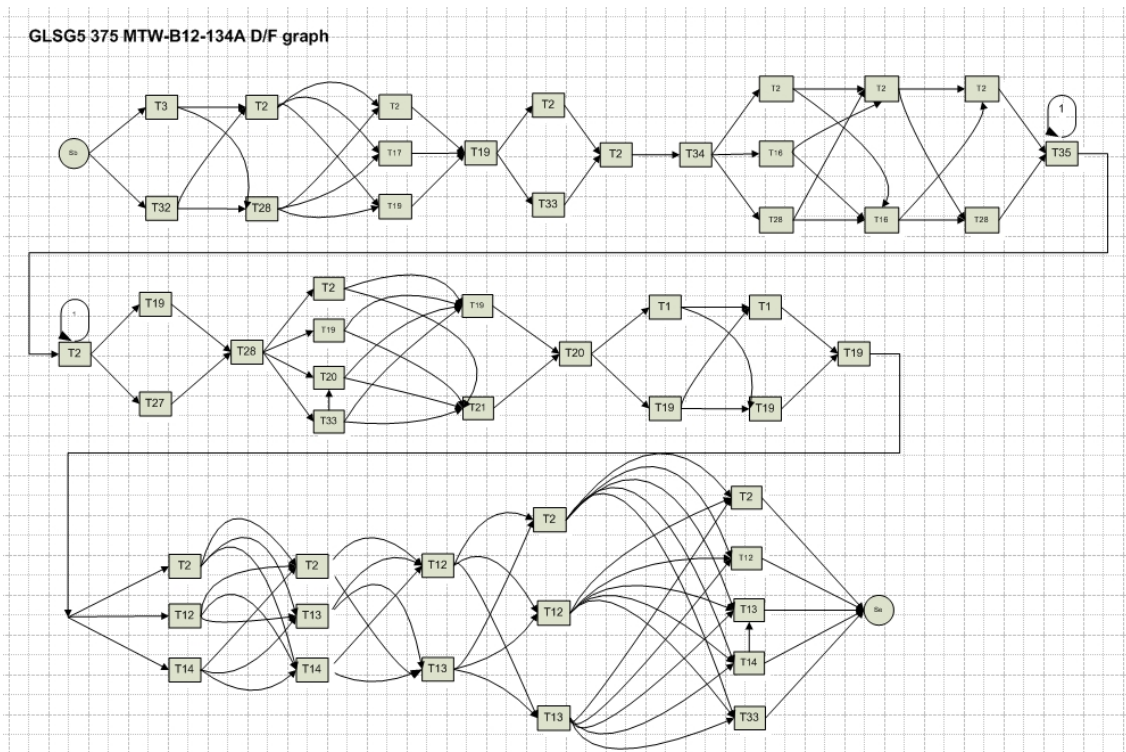 GLSG5 375 MTW-B12-134A D/F graph
T3 T2 T2
T17
T19
T19
Ss
T32 T28
T2
T33
T2
T34
T2 T2 T2
T16
T28 T16 T28
1
T35
1
T2
T19
T27
T28
T2
T19
T20
T33
T19
T21
T20
T1 T1
T19 T19
T19
T2 T2
T12 T13
T14 T14
T12
T13
T2
T12
T13
T2
T12
T13
T14
T33
Se